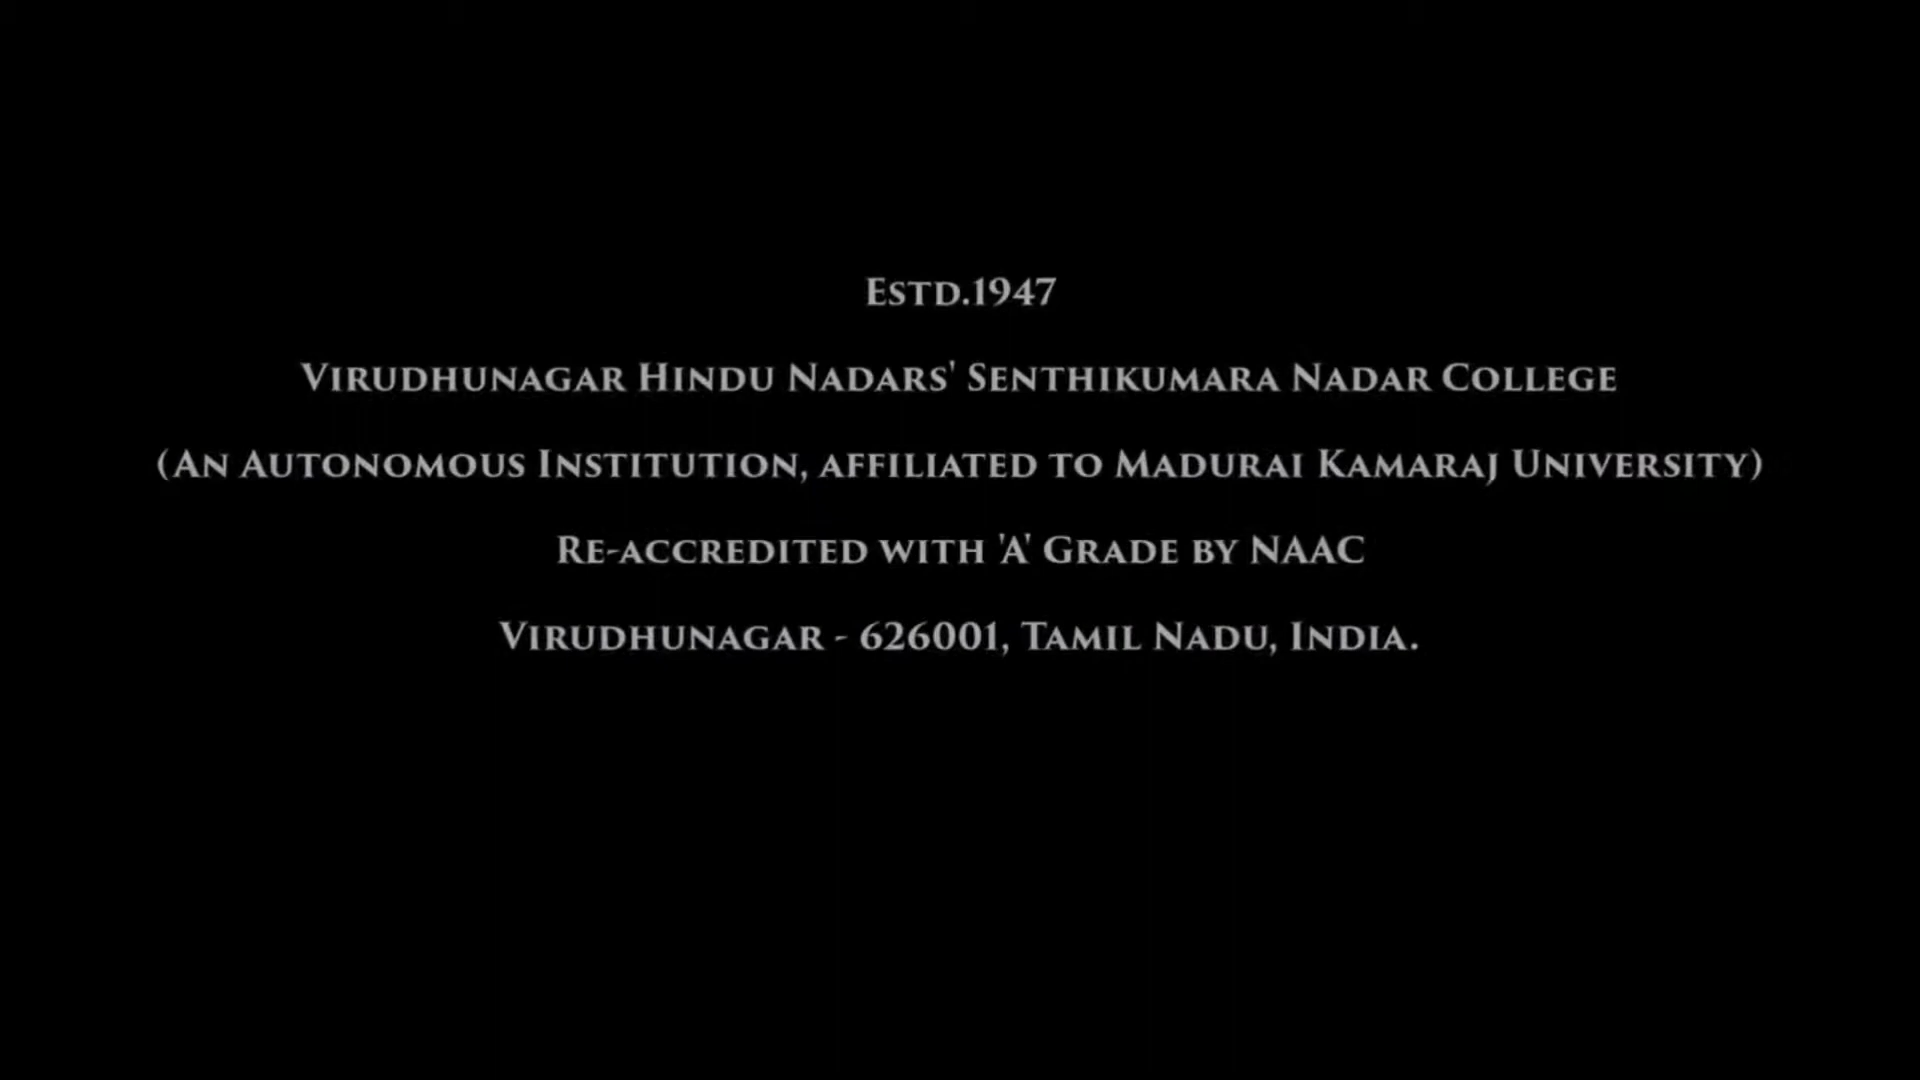 Estd.1947
Virudhunagar Hindu Nadars' Senthikumara Nadar College
(An Autonomous Institution, affiliated to Madurai Kamaraj University)
Re-accredited with 'A' Grade by NAAC
Virudhunagar - 626001, Tamil Nadu, India.